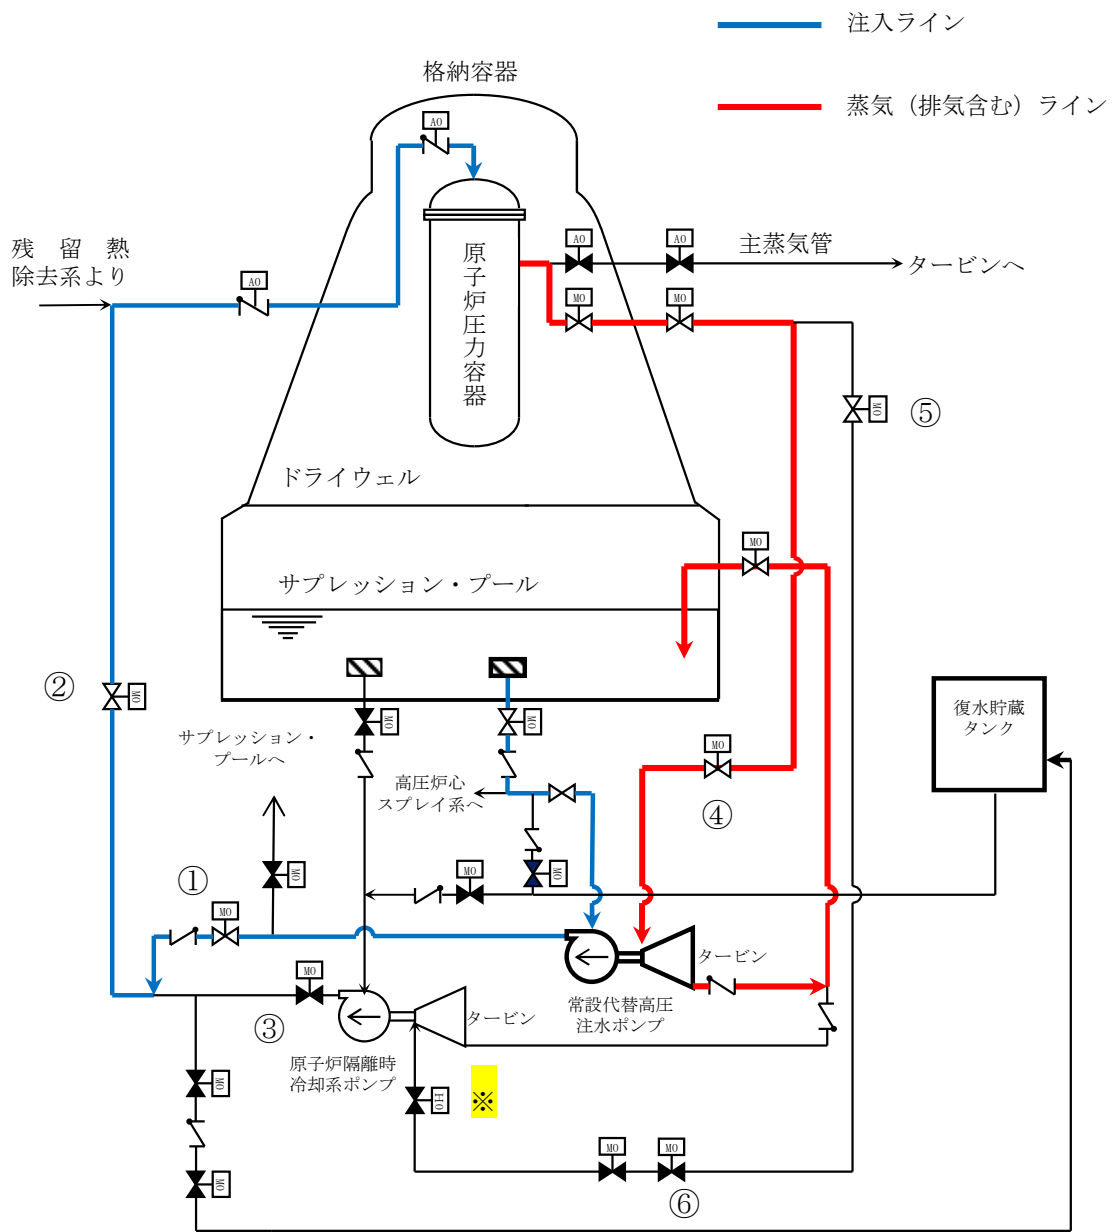 注入ライン
格納容器
蒸気（排気含む）ライン
AO
残留熱
除去系より
AO
原子炉圧力容器
AO
AO
主蒸気管
タービンへ
MO
MO
MO
⑤
ドライウェル
MO
サプレッション・プール
②
MO
サプレッション・
プールへ
MO
MO
高圧炉心
スプレイ系へ
MO
④
復水貯蔵
タンク
①
MO
MO
MO
MO
タービン
MO
③
常設代替高圧
注水ポンプ
タービン
原子炉隔離時
冷却系ポンプ
MO
HO
※
MO
MO
MO
⑥